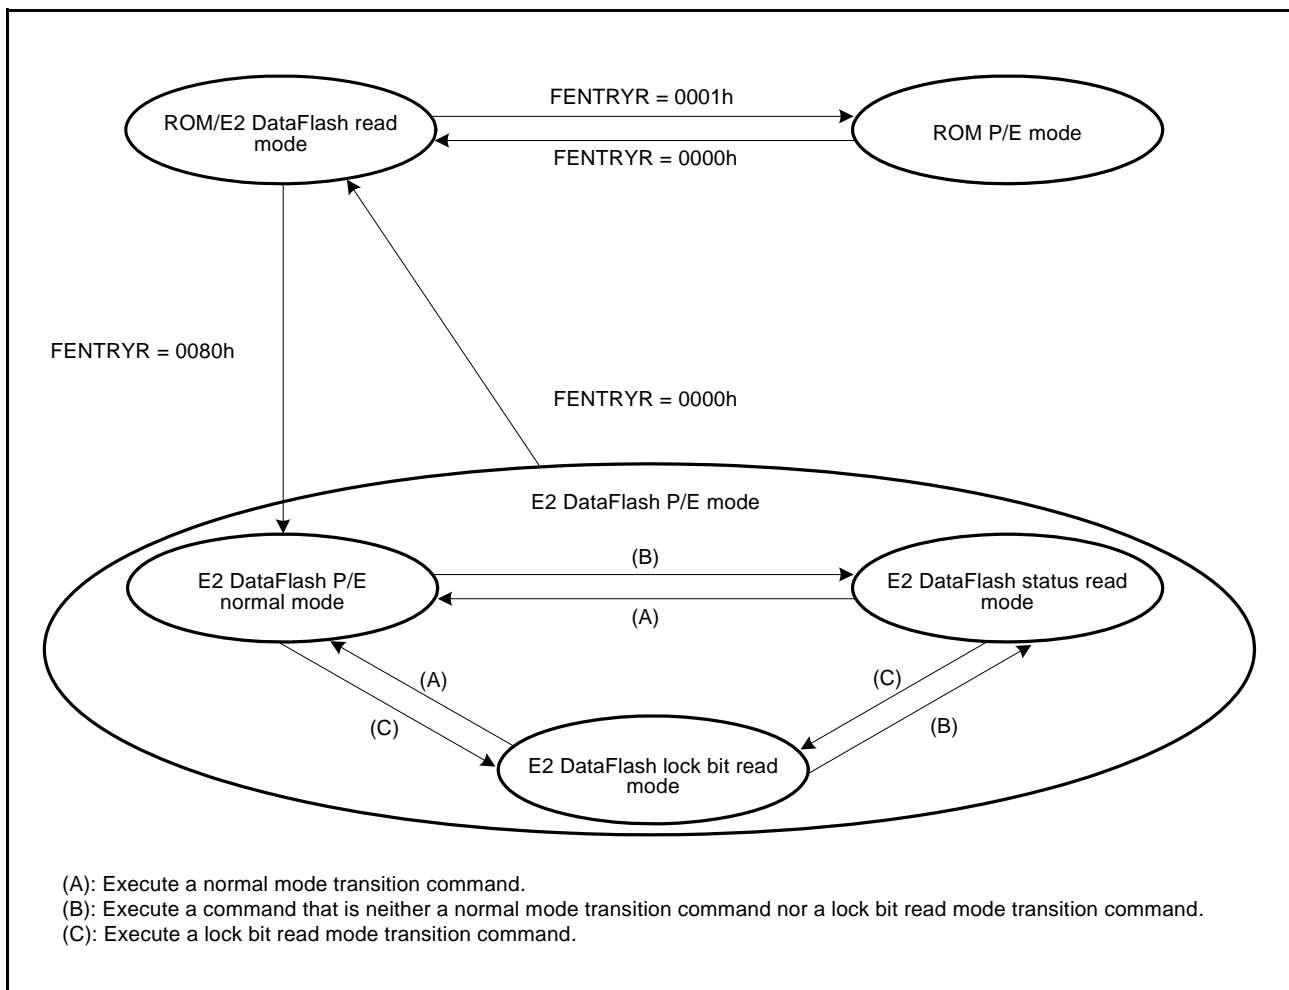 FENTRYR = 0001h
ROM/E2 DataFlash read
mode
ROM P/E mode
FENTRYR = 0000h
FENTRYR = 0080h
FENTRYR = 0000h
E2 DataFlash P/E mode
E2 DataFlash P/E
normal mode
(B)
E2 DataFlash status read
mode
(A)
(A)
(C)
(C)
(B)
E2 DataFlash lock bit read
mode
(A): Execute a normal mode transition command.
(B): Execute a command that is neither a normal mode transition command nor a lock bit read mode transition command.
(C): Execute a lock bit read mode transition command.